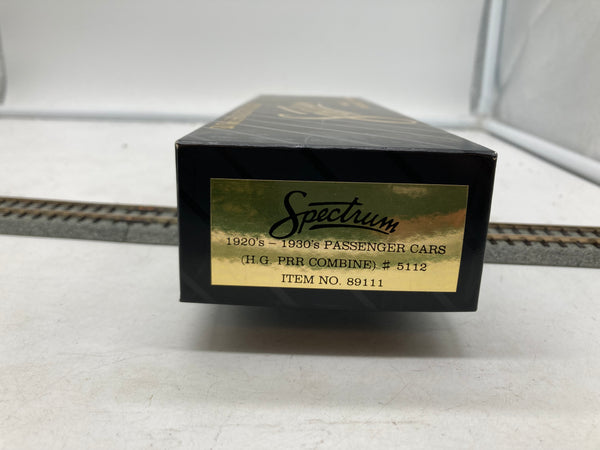 Spectrum
1920's – 1930's PASSENGER CARS
(H.G. PRR COMBINE) # 5112
ITEM NO. 89111